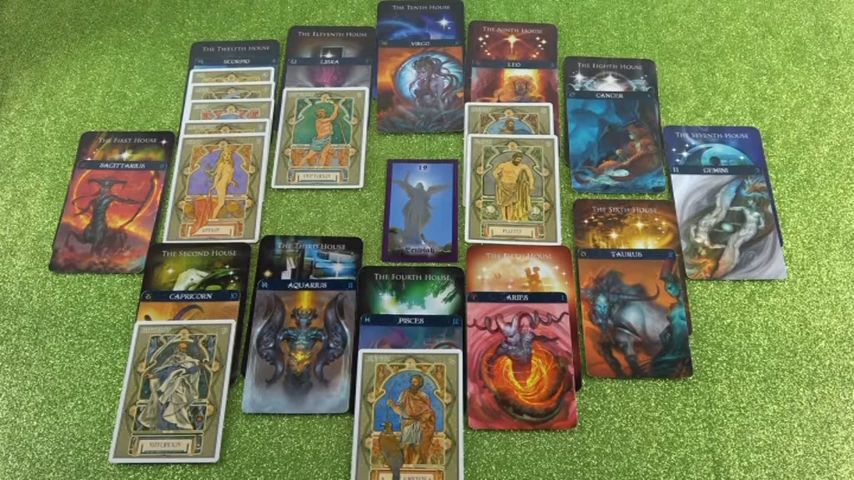 The Tenth House
VIRGO
The Eleventh House
LIBRA
The Ninth House
LEO
The Twelfth House
SCORPIO
The Eighth House
CANCER
The First House
SAGITTARIUS
The Seventh House
GEMINI
19
PLUTO
The Sixth House
TAURUS
The Second House
CAPRICORN
The Third House
AQUARIUS
The Fourth House
PISCES
The Fifth House
ARIES